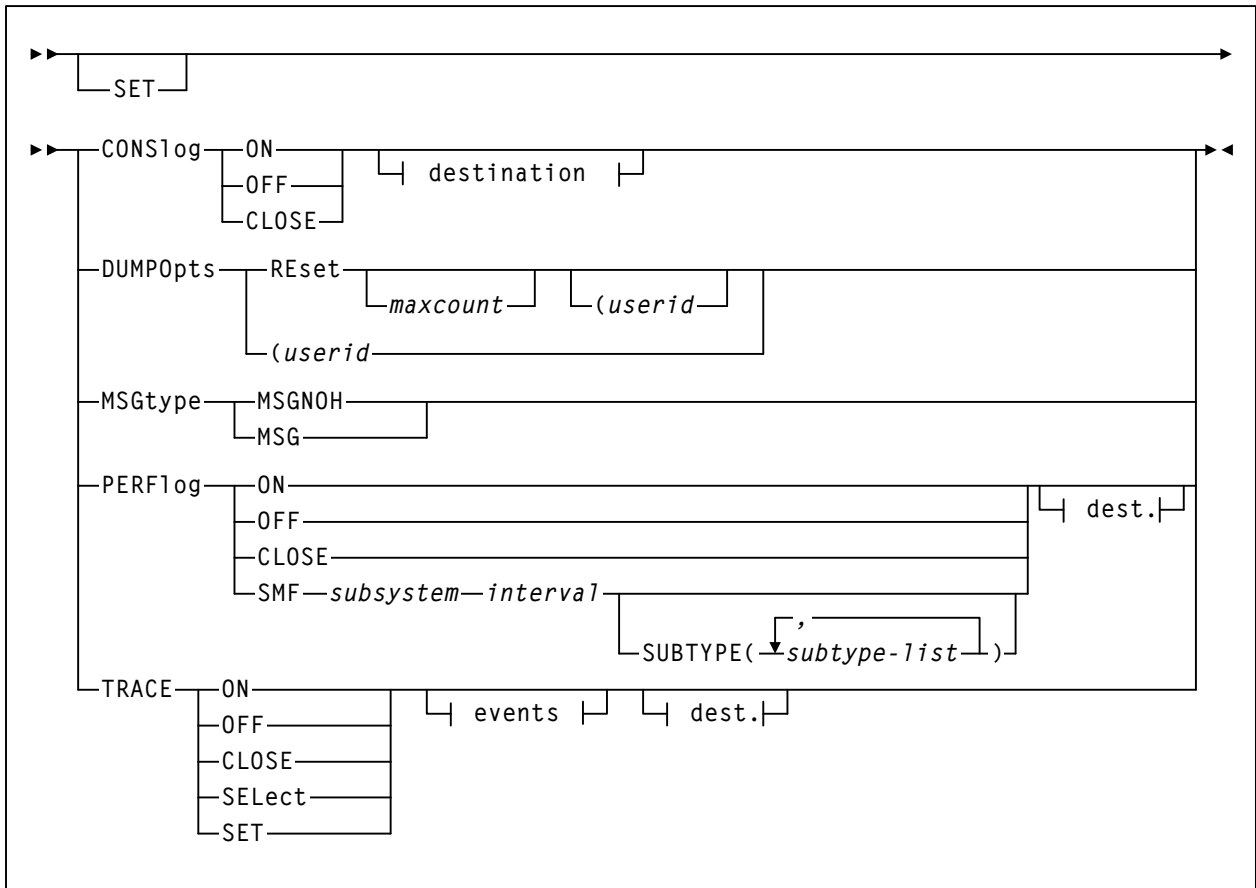 SET
CONSlog ON destination
OFF
CLOSE
DUMPOpts REset maxcount (userid
(userid
MSGtype MSGNOH
MSG
PERFlog ON dest.
OFF
CLOSE
SMF subsystem interval
SUBTYPE( , subtype-list )
TRACE ON events dest.
OFF
CLOSE
SELect
SET